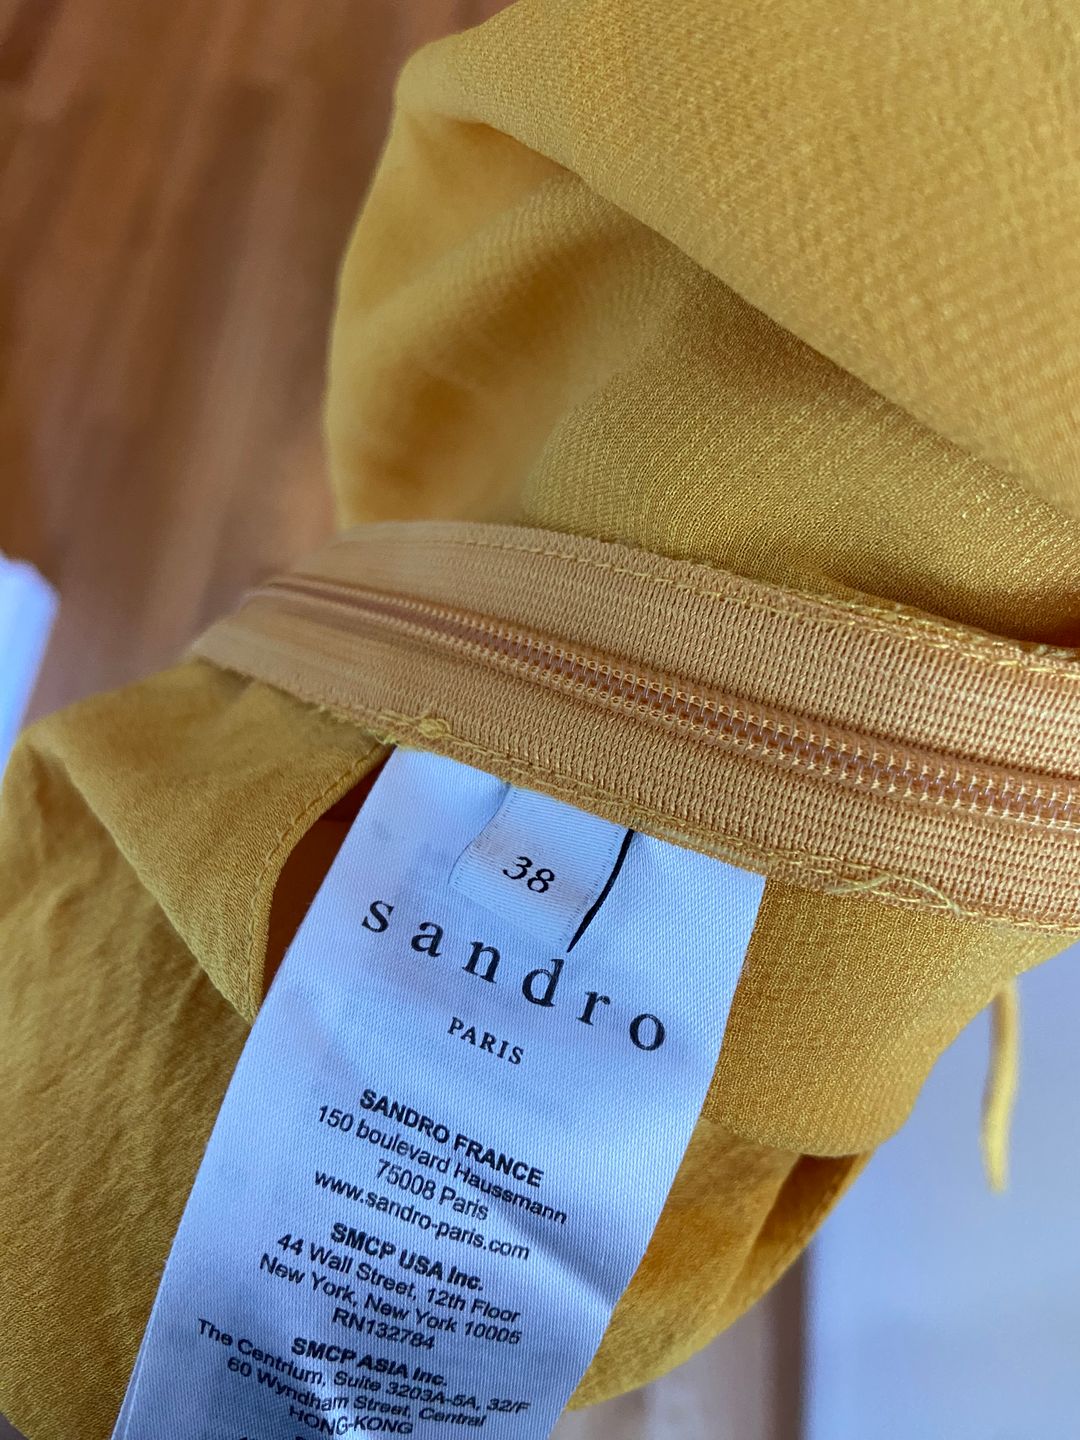 38
sandro
PARIS
SANDRO FRANCE
150 boulevard Haussmann
75008 Paris
www.sandro-paris.com
SMCP USA Inc.
44 Wall Street, 12th Floor
New York, New York 10005
RN132784
SMCP ASIA Inc.
The Centrium, Suite 3203A-5A, 32/F
60 Wyndham Street, Central
HONG-KONG